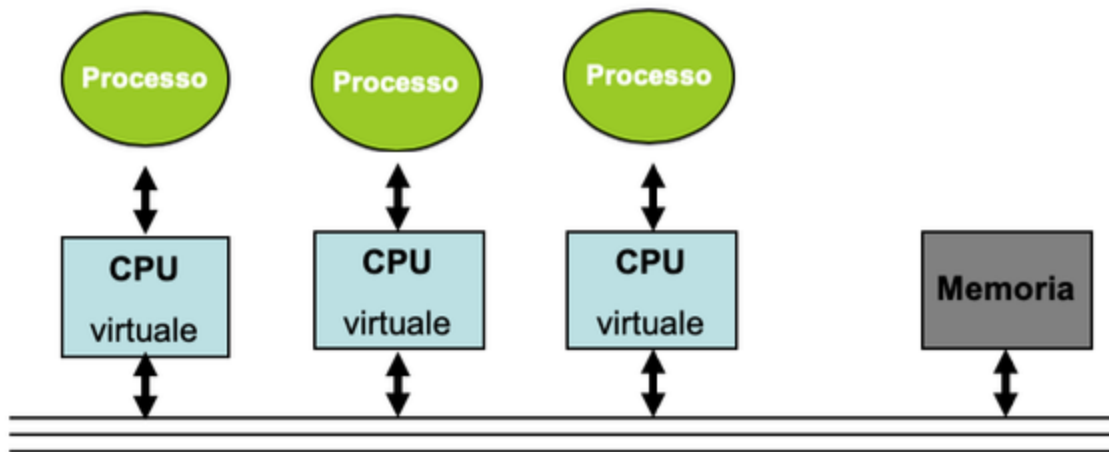 Processo
Processo
Processo
CPU
virtuale
CPU
virtuale
CPU
virtuale
Memoria